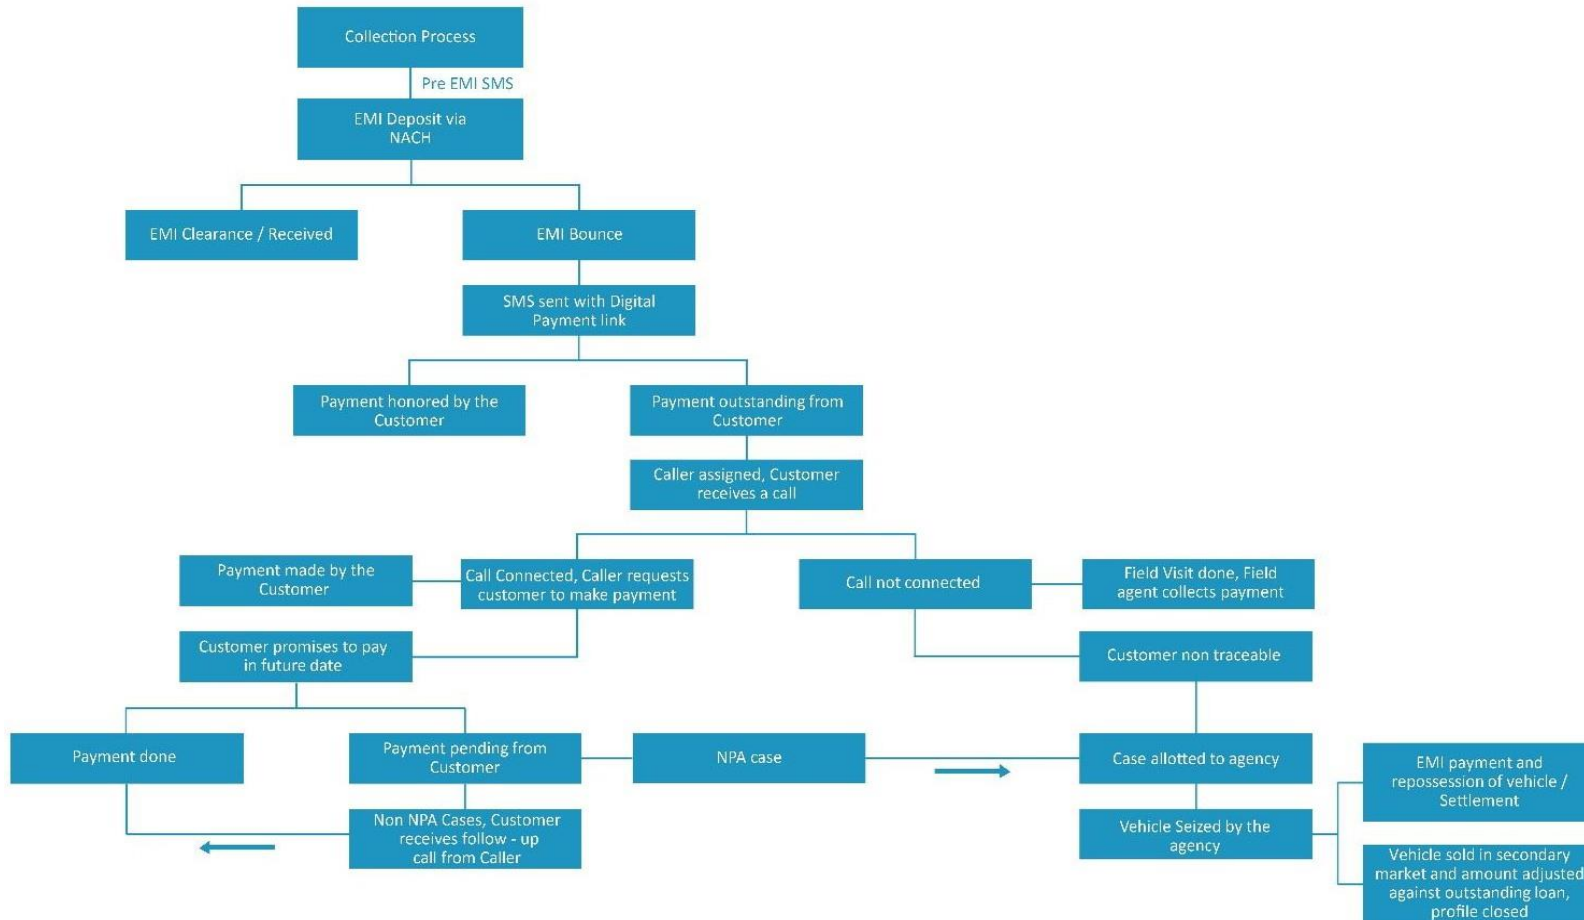 Collection Process
Pre EMI SMS
EMI Deposit via
NACH
EMI Clearance / Received
EMI Bounce
SMS sent with Digital
Payment link
Payment honored by the
Customer
Payment outstanding from
Customer
Caller assigned, Customer
receives a call
Payment made by the
Customer
Call Connected, Caller requests
customer to make payment
Call not connected
Field Visit done, Field
agent collects payment
Customer promises to pay
in future date
Customer non traceable
Payment done
Payment pending from
Customer
NPA case
Case allotted to agency
EMI payment and
repossession of vehicle /
Settlement
Non NPA Cases, Customer
receives follow - up
call from Caller
Vehicle Seized by the
agency
Vehicle sold in secondary
market and amount adjusted
against outstanding loan,
profile closed